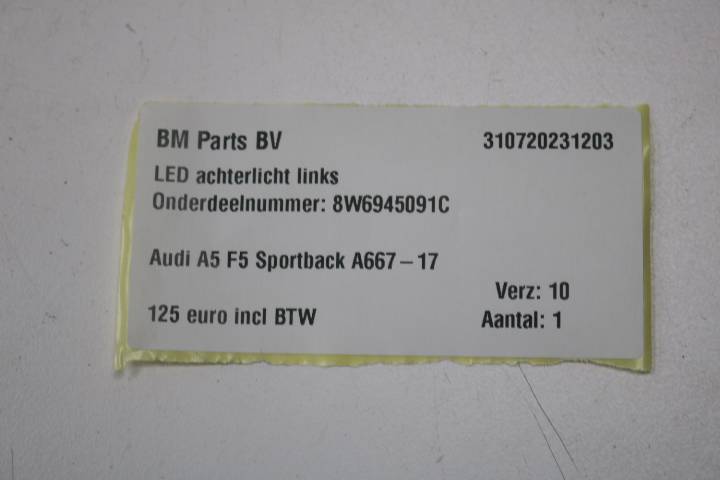 BM Parts BV 310720231203
LED achterlicht links
Onderdeelnummer: 8W6945091C
Audi A5 F5 Sportback A667-17
Verz: 10
125 euro incl BTW Aantal: 1